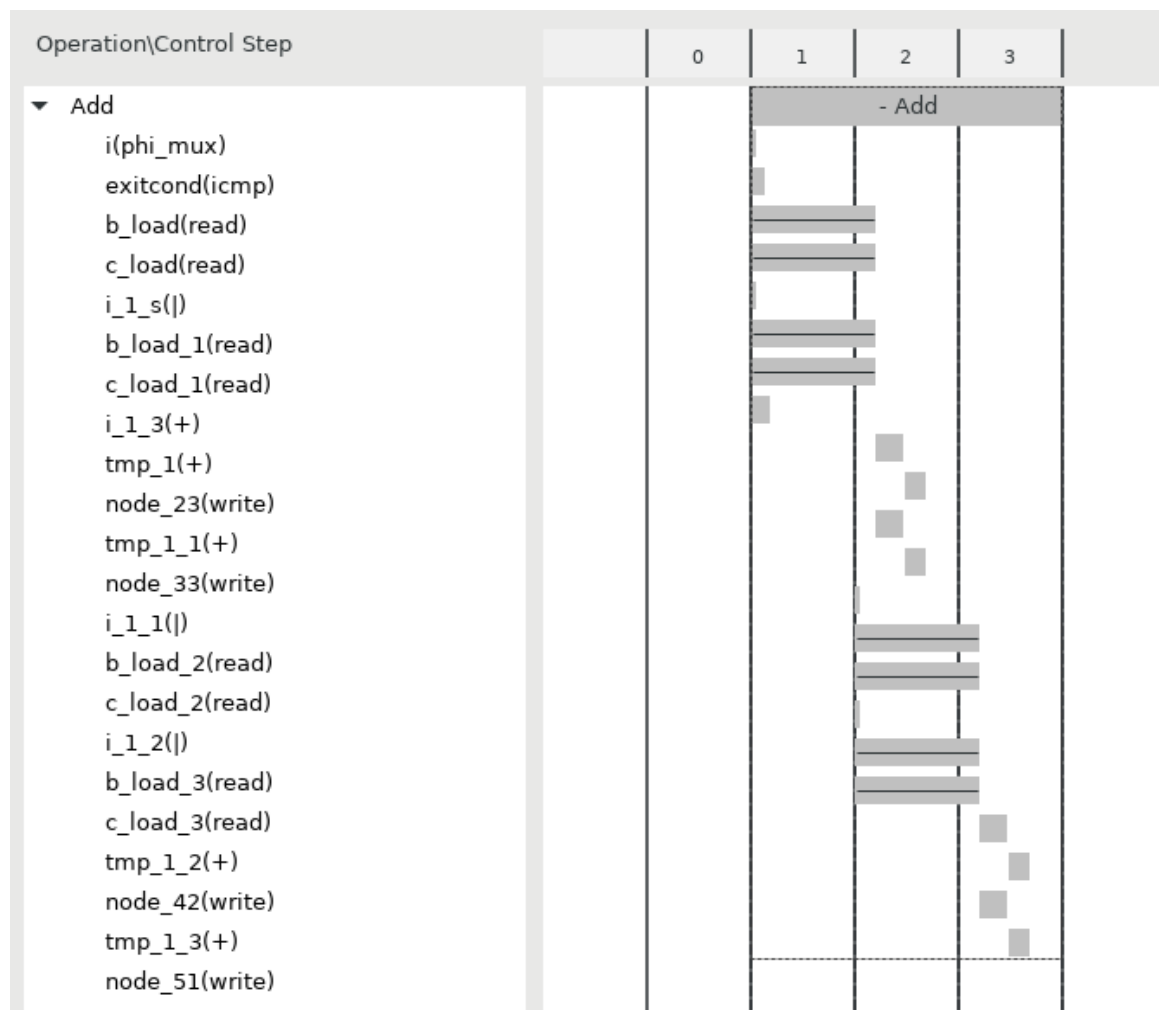 Operation\Control Step
0 1 2 3
Add
- Add
i(phi_mux)
exitcond(icmp)
b_load(read)
c_load(read)
i_1_s(|)
b_load_1(read)
c_load_1(read)
i_1_3(+)
tmp_1(+)
node_23(write)
tmp_1_1(+)
node_33(write)
i_1_1(|)
b_load_2(read)
c_load_2(read)
i_1_2(|)
b_load_3(read)
c_load_3(read)
tmp_1_2(+)
node_42(write)
tmp_1_3(+)
node_51(write)